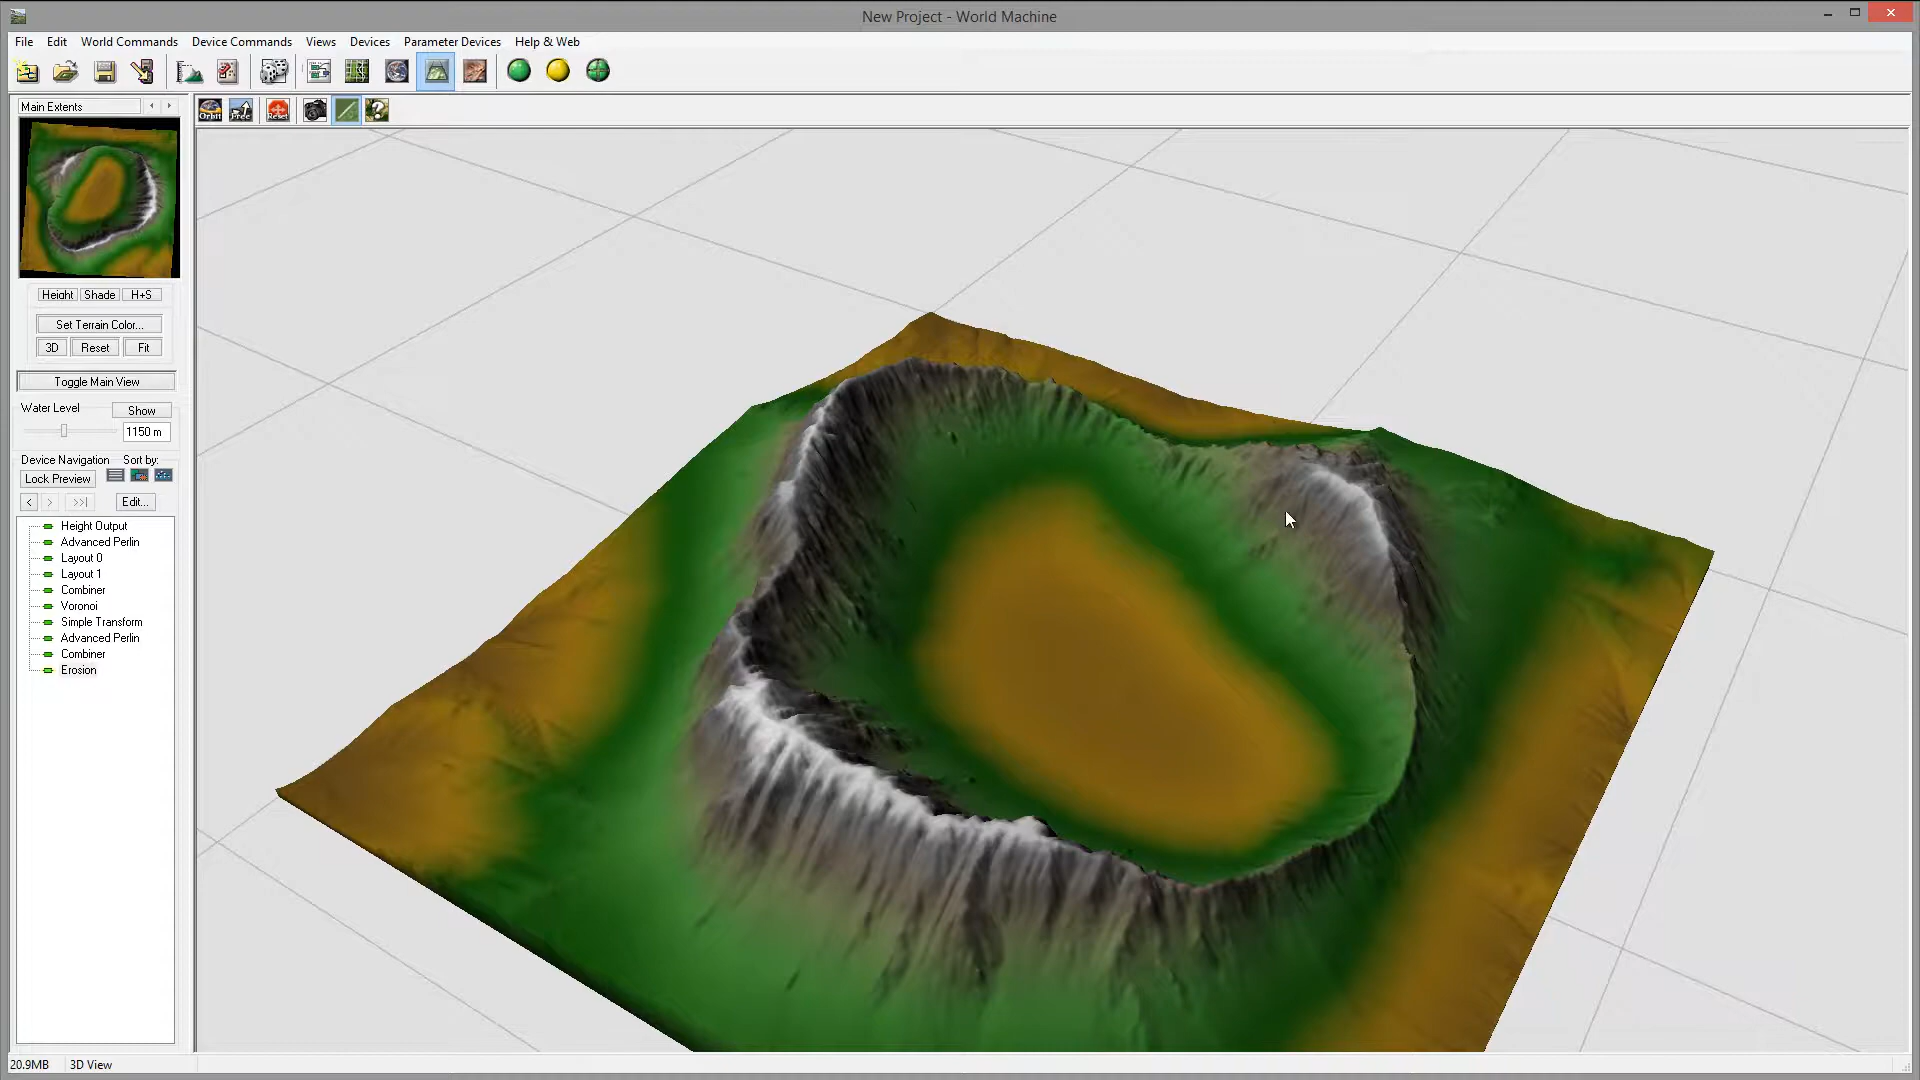 New Project - World Machine
File Edit World Commands Device Commands Views Devices Parameter Devices Help & Web
Main Extents
Orbit Free Reset
Height Shade H+S
Set Terrain Color...
3D Reset Fit
Toggle Main View
Water Level Show
1150 m
Device Navigation Sort by:
Lock Preview
< > >>| Edit...
Height Output
Advanced Perlin
Layout 0
Layout 1
Combiner
Voronoi
Simple Transform
Advanced Perlin
Combiner
Erosion
20.9MB 3D View